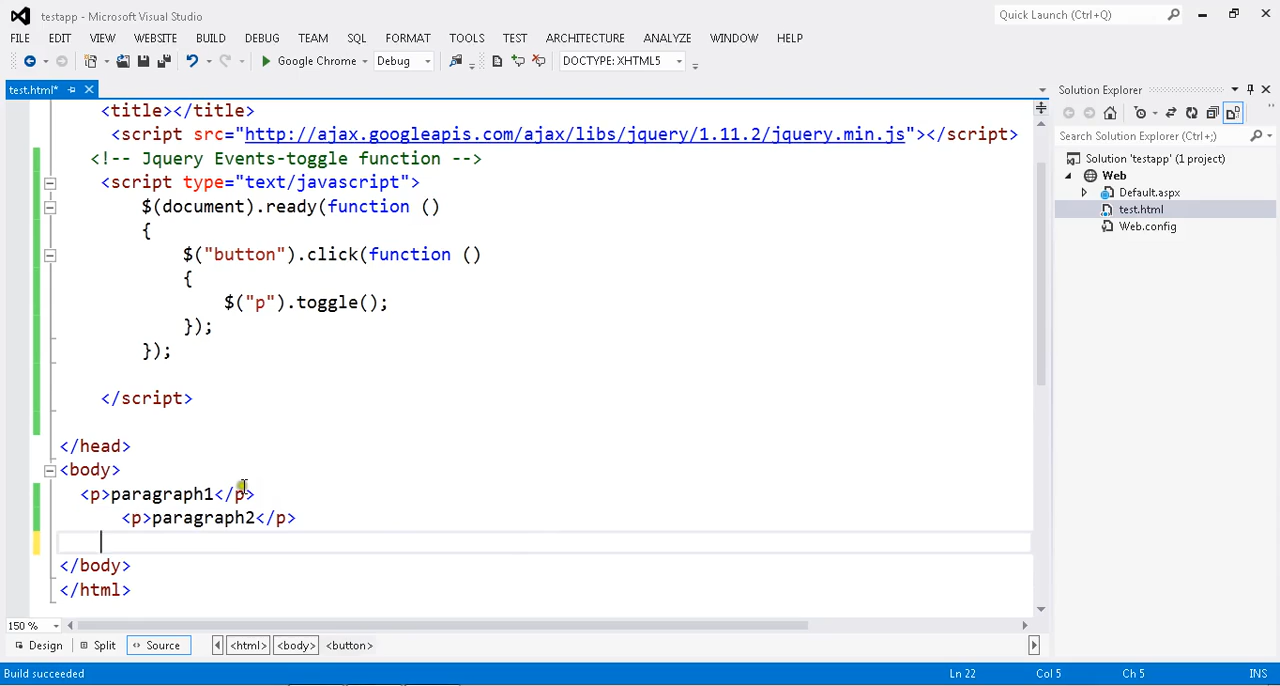 testapp - Microsoft Visual Studio
Quick Launch (Ctrl+Q)
FILE EDIT VIEW WEBSITE BUILD DEBUG TEAM SQL FORMAT TOOLS TEST ARCHITECTURE ANALYZE WINDOW HELP
Google Chrome Debug DOCTYPE: XHTML5
test.html*
<title></title>
<script src="http://ajax.googleapis.com/ajax/libs/jquery/1.11.2/jquery.min.js"></script>
<!-- Jquery Events-toggle function -->
<script type="text/javascript">
$(document).ready(function ()
{
$("button").click(function ()
{
$("p").toggle();
});
});
</script>
</head>
<body>
<p>paragraph1</p>
<p>paragraph2</p>
</body>
</html>
150 %
Design Split Source <html> <body> <button>
Build succeeded Ln 22 Col 5 Ch 5 INS
Solution Explorer
Search Solution Explorer (Ctrl+;)
Solution 'testapp' (1 project)
Web
Default.aspx
test.html
Web.config